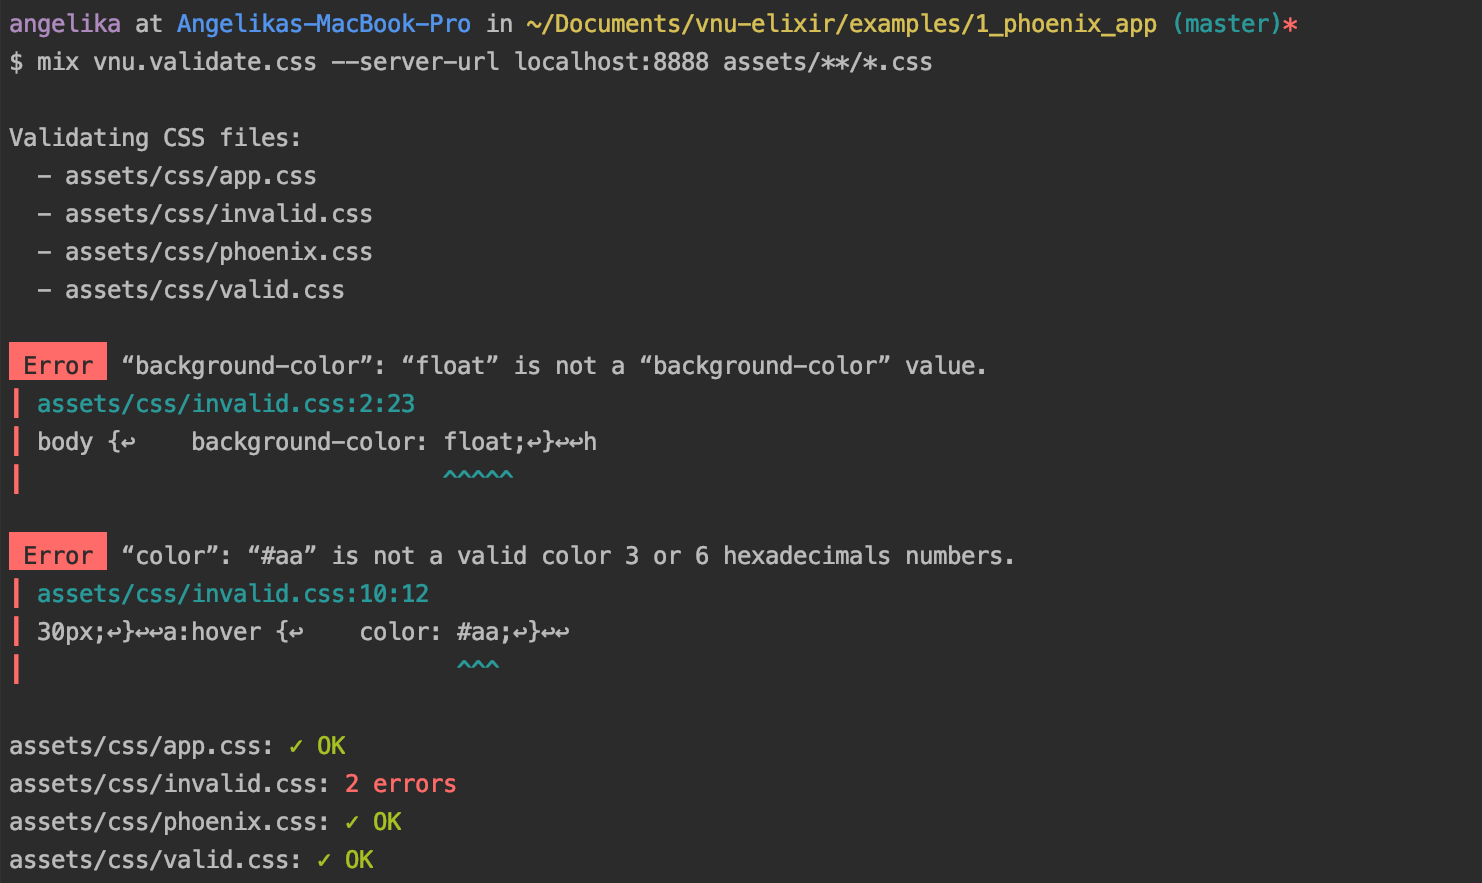 angelika at Angelikas-MacBook-Pro in ~/Documents/vnu-elixir/examples/1_phoenix_app (master)*
$ mix vnu.validate.css --server-url localhost:8888 assets/**/*.css
Validating CSS files:
  - assets/css/app.css
  - assets/css/invalid.css
  - assets/css/phoenix.css
  - assets/css/valid.css
Error “background-color”: “float” is not a “background-color” value.
| assets/css/invalid.css:2:23
| body {↩    background-color: float;↩}↩↩h
|                              ^^^^^
Error “color”: “#aa” is not a valid color 3 or 6 hexadecimals numbers.
| assets/css/invalid.css:10:12
| 30px;↩}↩↩a:hover {↩    color: #aa;↩}↩↩
|                               ^^^
assets/css/app.css: ✓ OK
assets/css/invalid.css: 2 errors
assets/css/phoenix.css: ✓ OK
assets/css/valid.css: ✓ OK